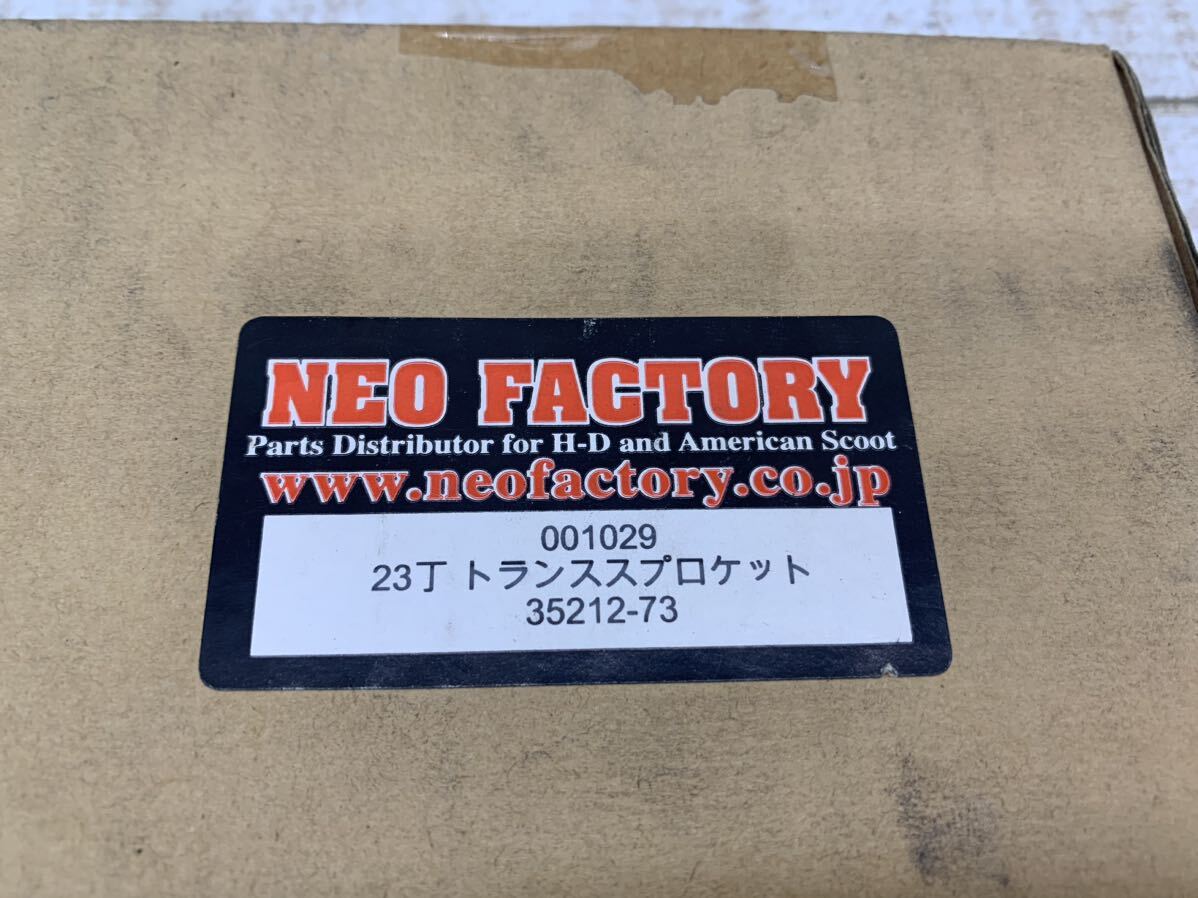 NEO FACTORY
Parts Distributor for H-D and American Scoot
www.neofactory.co.jp
001029
23丁 トランススプロケット
35212-73